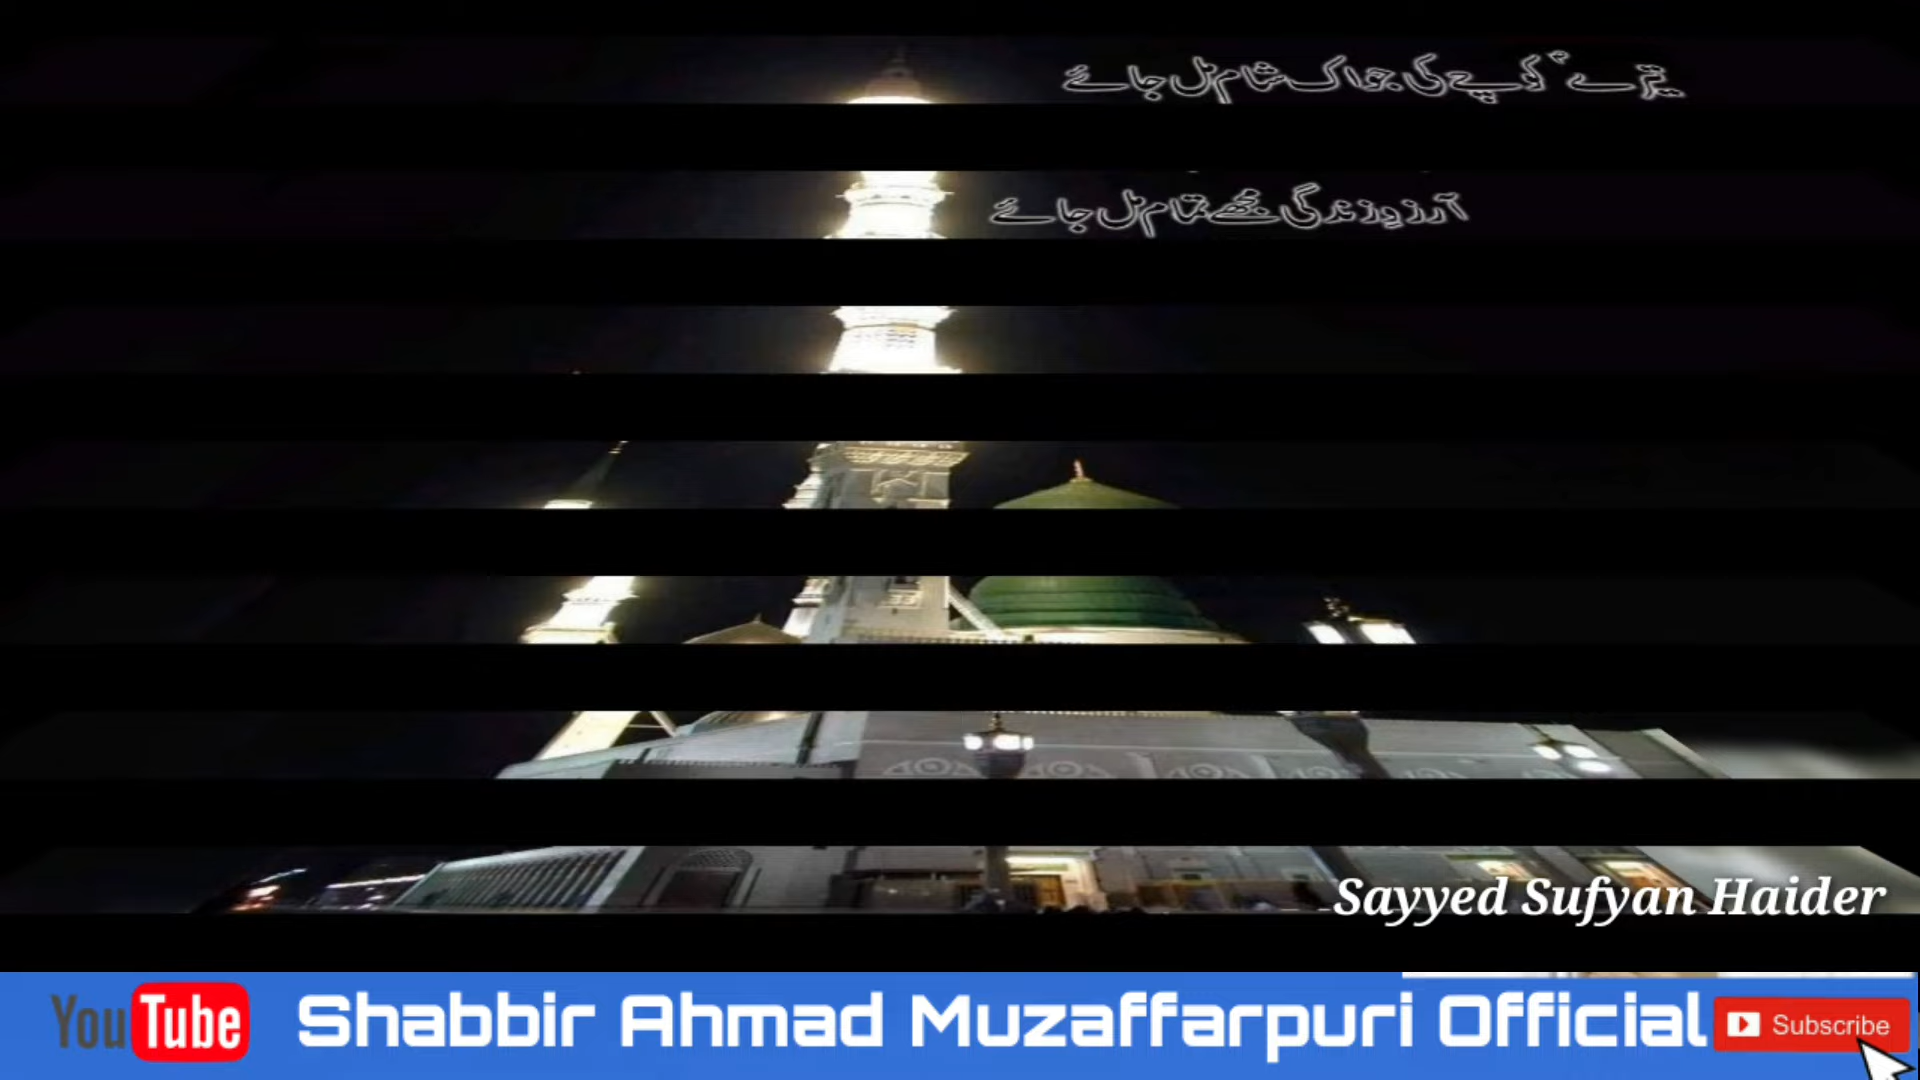 تیرے کوچے کی جو اک شام مل جائے
آرزوِ زندگی مجھے تمام مل جائے
Sayyed Sufyan Haider
YouTube Shabbir Ahmad Muzaffarpuri Official Subscribe